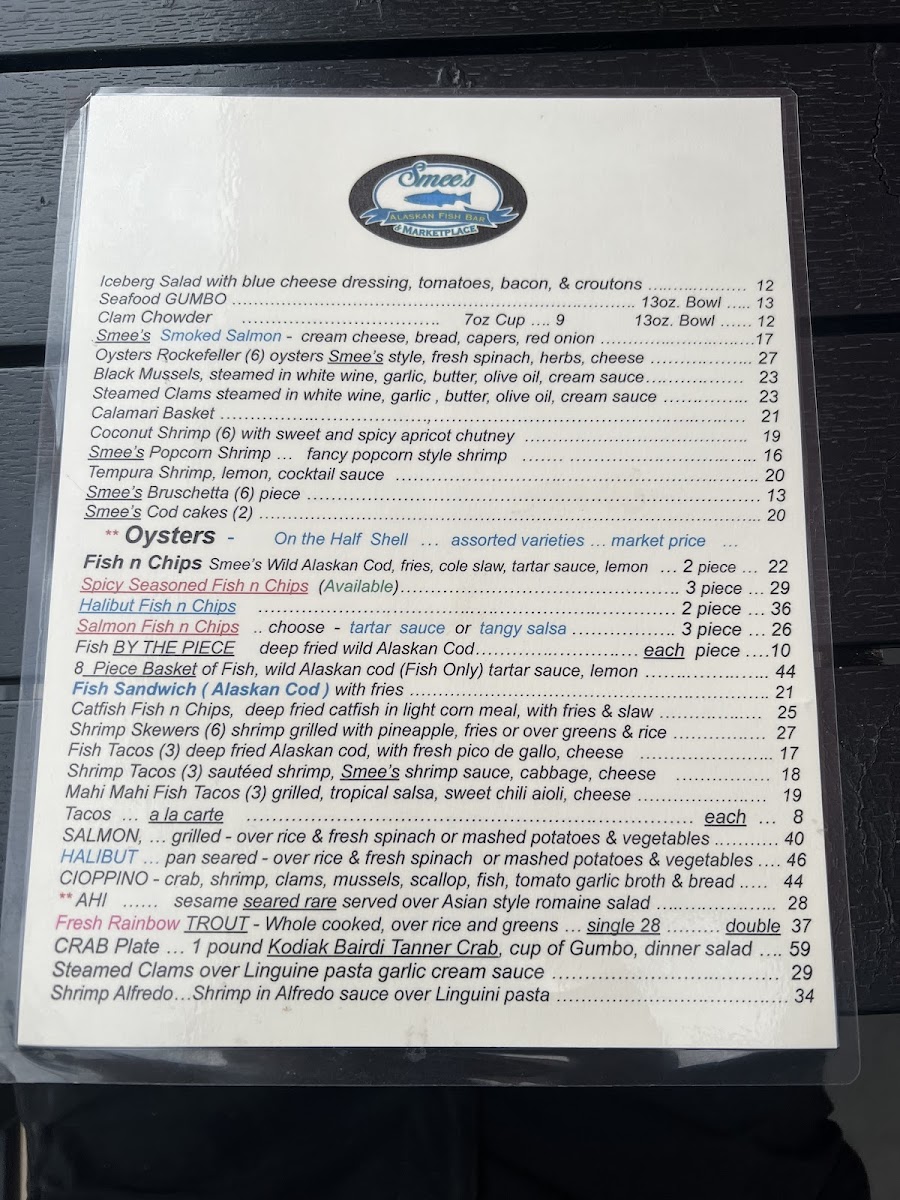 Smee's
ALASKAN FISH BAR
& MARKETPLACE
Iceberg Salad with blue cheese dressing, tomatoes, bacon, & croutons ................... 12
Seafood GUMBO ........................................................ 13oz. Bowl ..... 13
Clam Chowder .............................. 7oz Cup .... 9 13oz. Bowl ...... 12
Smee's Smoked Salmon - cream cheese, bread, capers, red onion ........................... 17
Oysters Rockefeller (6) oysters Smee's style, fresh spinach, herbs, cheese .................. 27
Black Mussels, steamed in white wine, garlic, butter, olive oil, cream sauce.................. 23
Steamed Clams steamed in white wine, garlic , butter, olive oil, cream sauce ............... 23
Calamari Basket ........................................................................ 21
Coconut Shrimp (6) with sweet and spicy apricot chutney ........................................ 19
Smee's Popcorn Shrimp ... fancy popcorn style shrimp ....... ................................. 16
Tempura Shrimp, lemon, cocktail sauce ................................................................. 20
Smee's Bruschetta (6) piece ................................................................................ 13
Smee's Cod cakes (2) ......................................................................................... 20
** Oysters - On the Half Shell ... assorted varieties ... market price ...
Fish n Chips Smee's Wild Alaskan Cod, fries, cole slaw, tartar sauce, lemon ... 2 piece ... 22
Spicy Seasoned Fish n Chips (Available)................................................. 3 piece ... 29
Halibut Fish n Chips ........................................................................ 2 piece ... 36
Salmon Fish n Chips .. choose - tartar sauce or tangy salsa .................. 3 piece ... 26
Fish BY THE PIECE deep fried wild Alaskan Cod............................ each piece ....10
8 Piece Basket of Fish, wild Alaskan cod (Fish Only) tartar sauce, lemon ..................... 44
Fish Sandwich ( Alaskan Cod ) with fries .............................................................. 21
Catfish Fish n Chips, deep fried catfish in light corn meal, with fries & slaw .................. 25
Shrimp Skewers (6) shrimp grilled with pineapple, fries or over greens & rice ................ 27
Fish Tacos (3) deep fried Alaskan cod, with fresh pico de gallo, cheese ....................... 17
Shrimp Tacos (3) sautéed shrimp, Smee's shrimp sauce, cabbage, cheese ................ 18
Mahi Mahi Fish Tacos (3) grilled, tropical salsa, sweet chili aioli, cheese ...................... 19
Tacos ... a la carte ............................................................................ each ... 8
SALMON, ... grilled - over rice & fresh spinach or mashed potatoes & vegetables ........... 40
HALIBUT ... pan seared - over rice & fresh spinach or mashed potatoes & vegetables .... 46
CIOPPINO - crab, shrimp, clams, mussels, scallop, fish, tomato garlic broth & bread ..... 44
** AHI ...... sesame seared rare served over Asian style romaine salad ..................... 28
Fresh Rainbow TROUT - Whole cooked, over rice and greens ... single 28 ......... double 37
CRAB Plate ... 1 pound Kodiak Bairdi Tanner Crab, cup of Gumbo, dinner salad .... 59
Steamed Clams over Linguine pasta garlic cream sauce ...................................... 29
Shrimp Alfredo...Shrimp in Alfredo sauce over Linguini pasta ....................................... 34